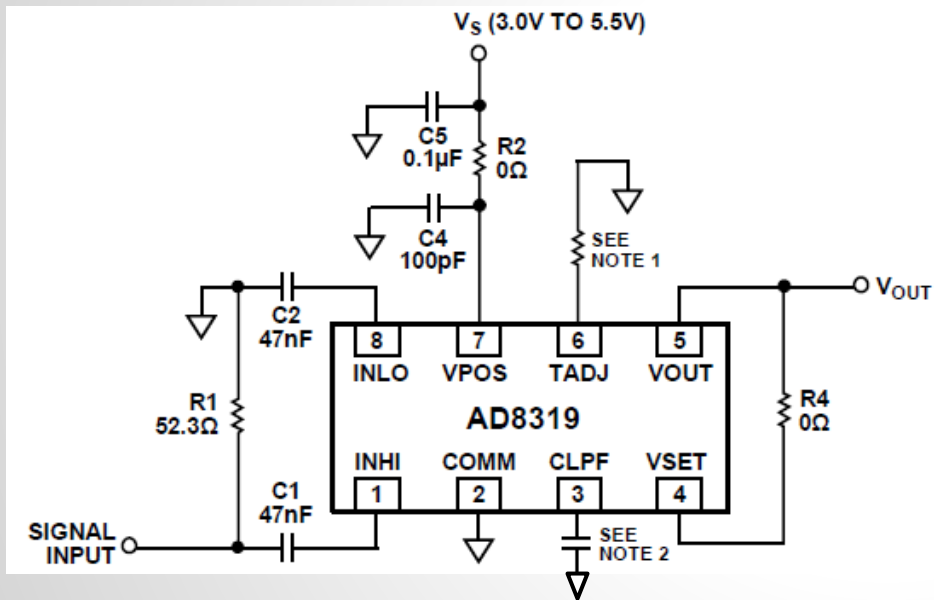 VS (3.0V TO 5.5V)
C5
0.1µF
R2
0Ω
C4
100pF
SEE
NOTE 1
VOUT
C2
47nF
8
7
6
5
INLO
VPOS
TADJ
VOUT
R1
52.3Ω
AD8319
R4
0Ω
INHI
COMM
CLPF
VSET
1
2
3
4
C1
47nF
SIGNAL
INPUT
SEE
NOTE 2